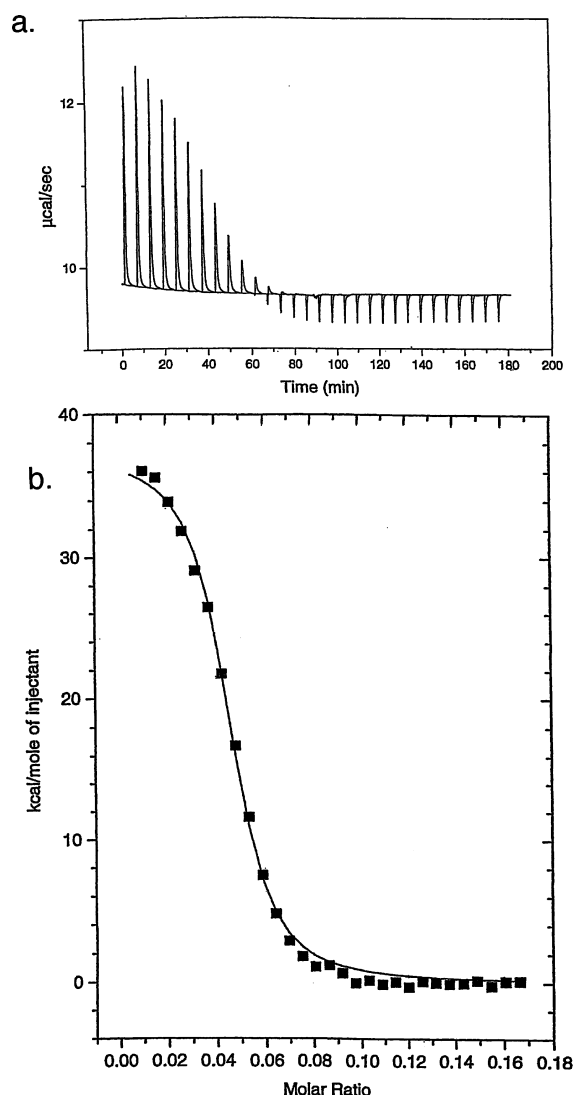 a.
12
10
µcal/sec
0 20 40 60 80 100 120 140 160 180 200
Time (min)
b.
40
30
20
10
0
kcal/mole of injectant
0.00 0.02 0.04 0.06 0.08 0.10 0.12 0.14 0.16 0.18
Molar Ratio